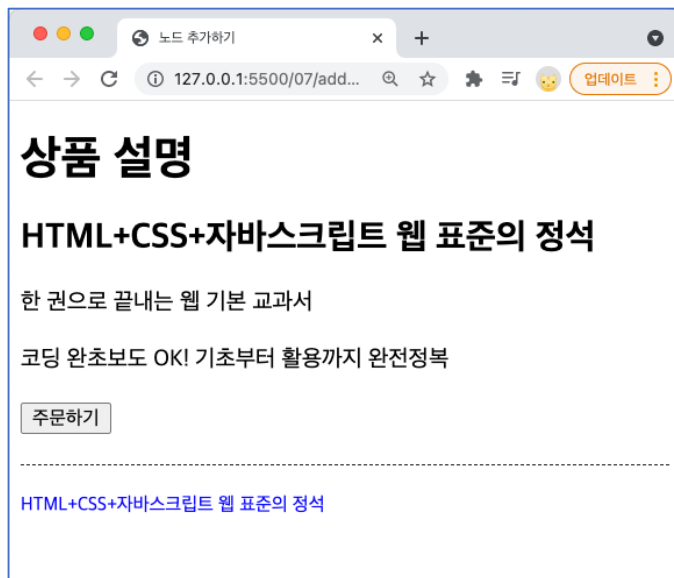 노드 추가하기
127.0.0.1:5500/07/add...
업데이트
상품 설명
HTML+CSS+자바스크립트 웹 표준의 정석
한 권으로 끝내는 웹 기본 교과서
코딩 완초보도 OK! 기초부터 활용까지 완전정복
주문하기
HTML+CSS+자바스크립트 웹 표준의 정석